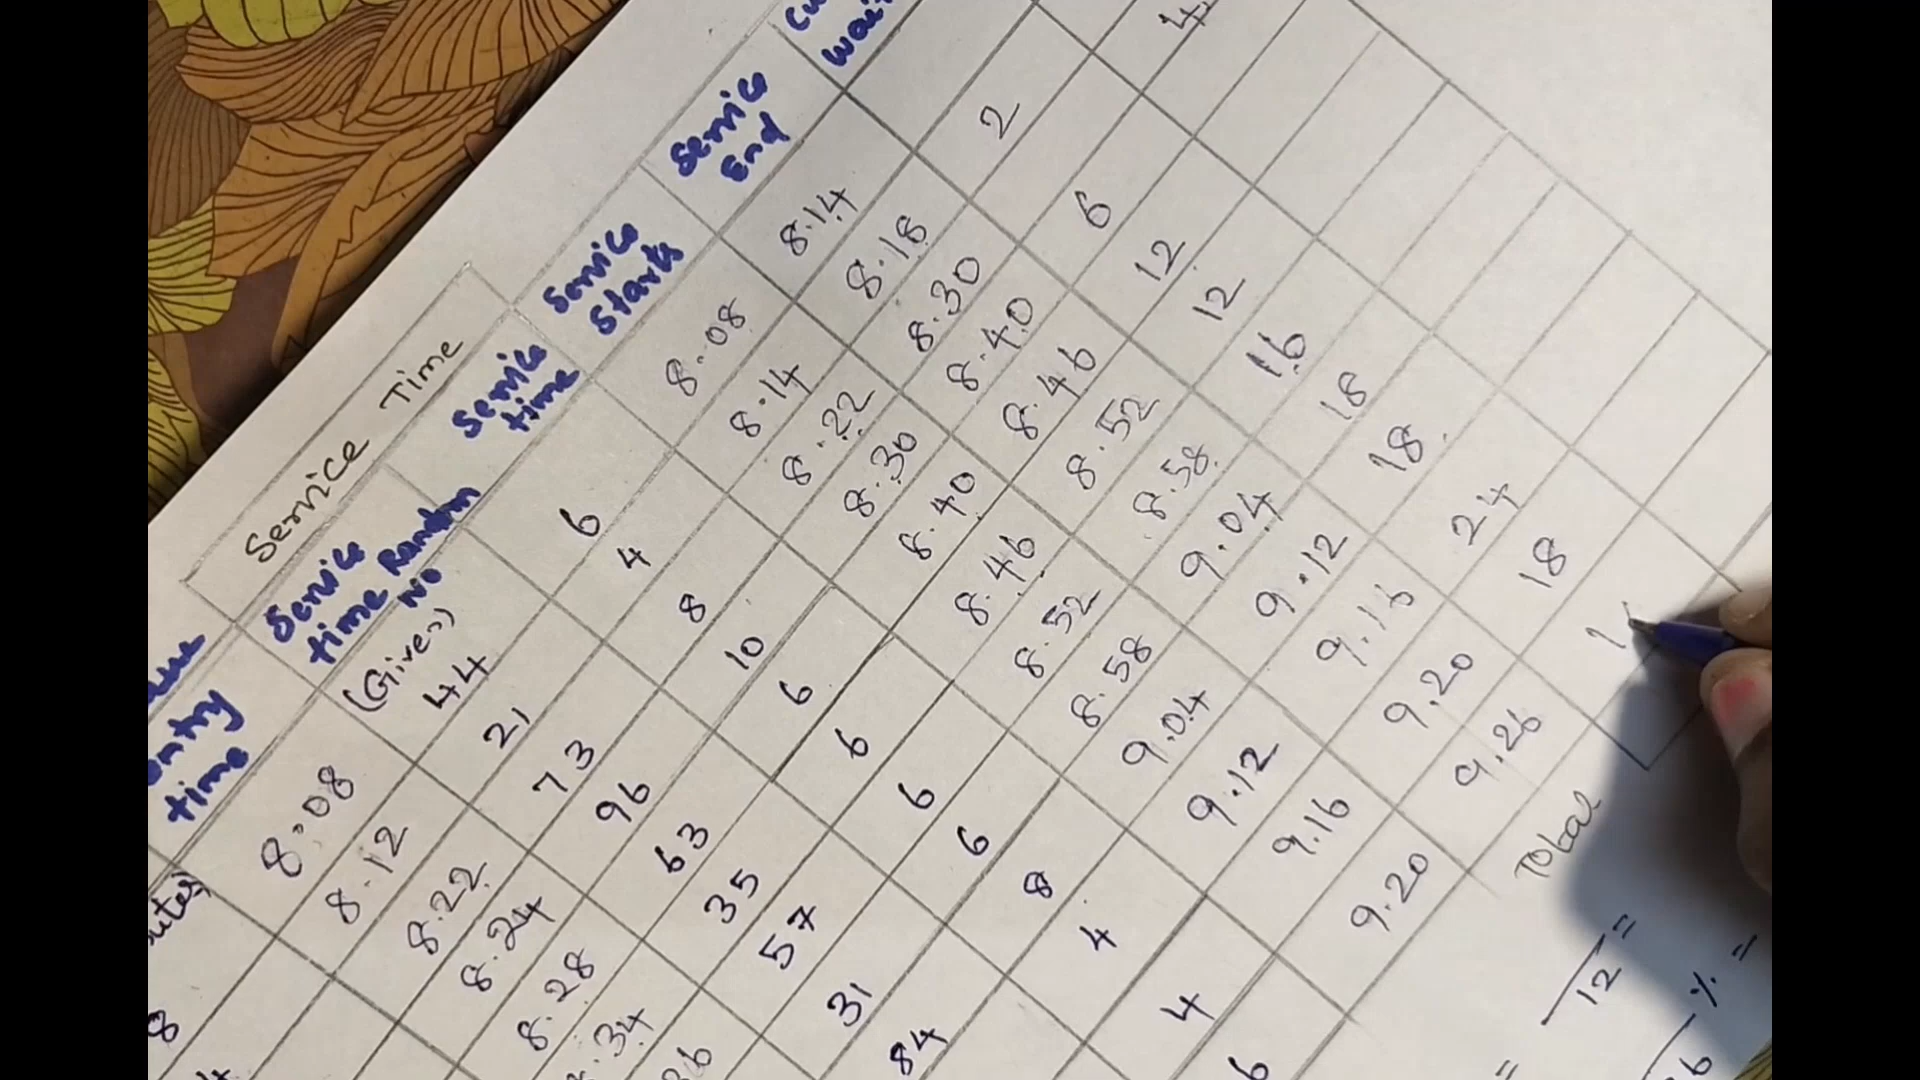 Service Time
entry time
Service time Random No (Given)
Service time
Service Starts
Service End
8.08 44 6 8.08 8.14
8.12 21 4 8.14 8.18 2
8.22 73 8 8.22 8.30
8.24 96 10 8.30 8.40 6
8.28 63 6 8.40 8.46 12
.34 35 6 8.46 8.52 12
57 6 8.52 8.58 16
31 6 8.58 9.04 18
84 8 9.04 9.12 18
4 9.12 9.16 24
4 9.16 9.20 18
6 9.20 9.26 1
Total
12 =
% =